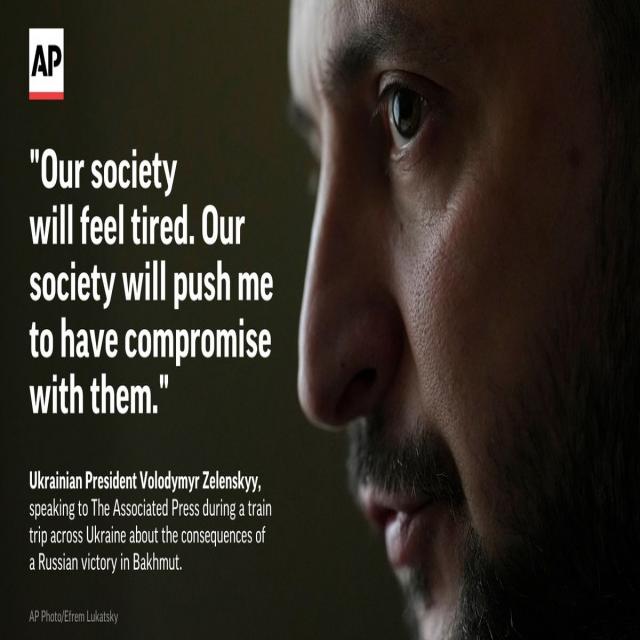 AP
"Our society
will feel tired. Our
society will push me
to have compromise
with them."
Ukrainian President Volodymyr Zelenskyy,
speaking to The Associated Press during a train
trip across Ukraine about the consequences of
a Russian victory in Bakhmut.
AP Photo/Efrem Lukatsky